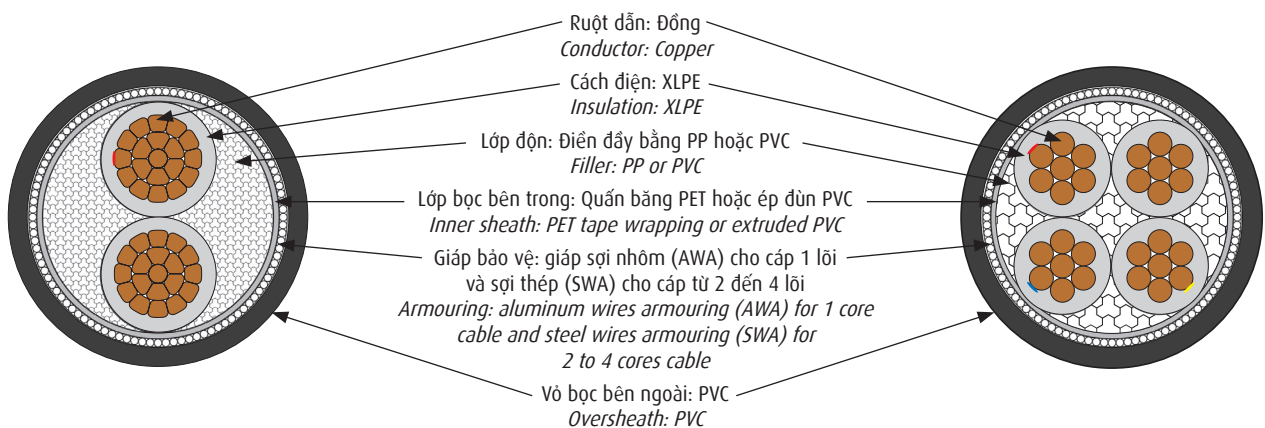 Ruột dẫn: Đồng
Conductor: Copper
Cách điện: XLPE
Insulation: XLPE
Lớp độn: Điền đầy bằng PP hoặc PVC
Filler: PP or PVC
Lớp bọc bên trong: Quấn băng PET hoặc ép đùn PVC
Inner sheath: PET tape wrapping or extruded PVC
Giáp bảo vệ: giáp sợi nhôm (AWA) cho cáp 1 lõi
và sợi thép (SWA) cho cáp từ 2 đến 4 lõi
Armouring: aluminum wires armouring (AWA) for 1 core
cable and steel wires armouring (SWA) for
2 to 4 cores cable
Vỏ bọc bên ngoài: PVC
Oversheath: PVC